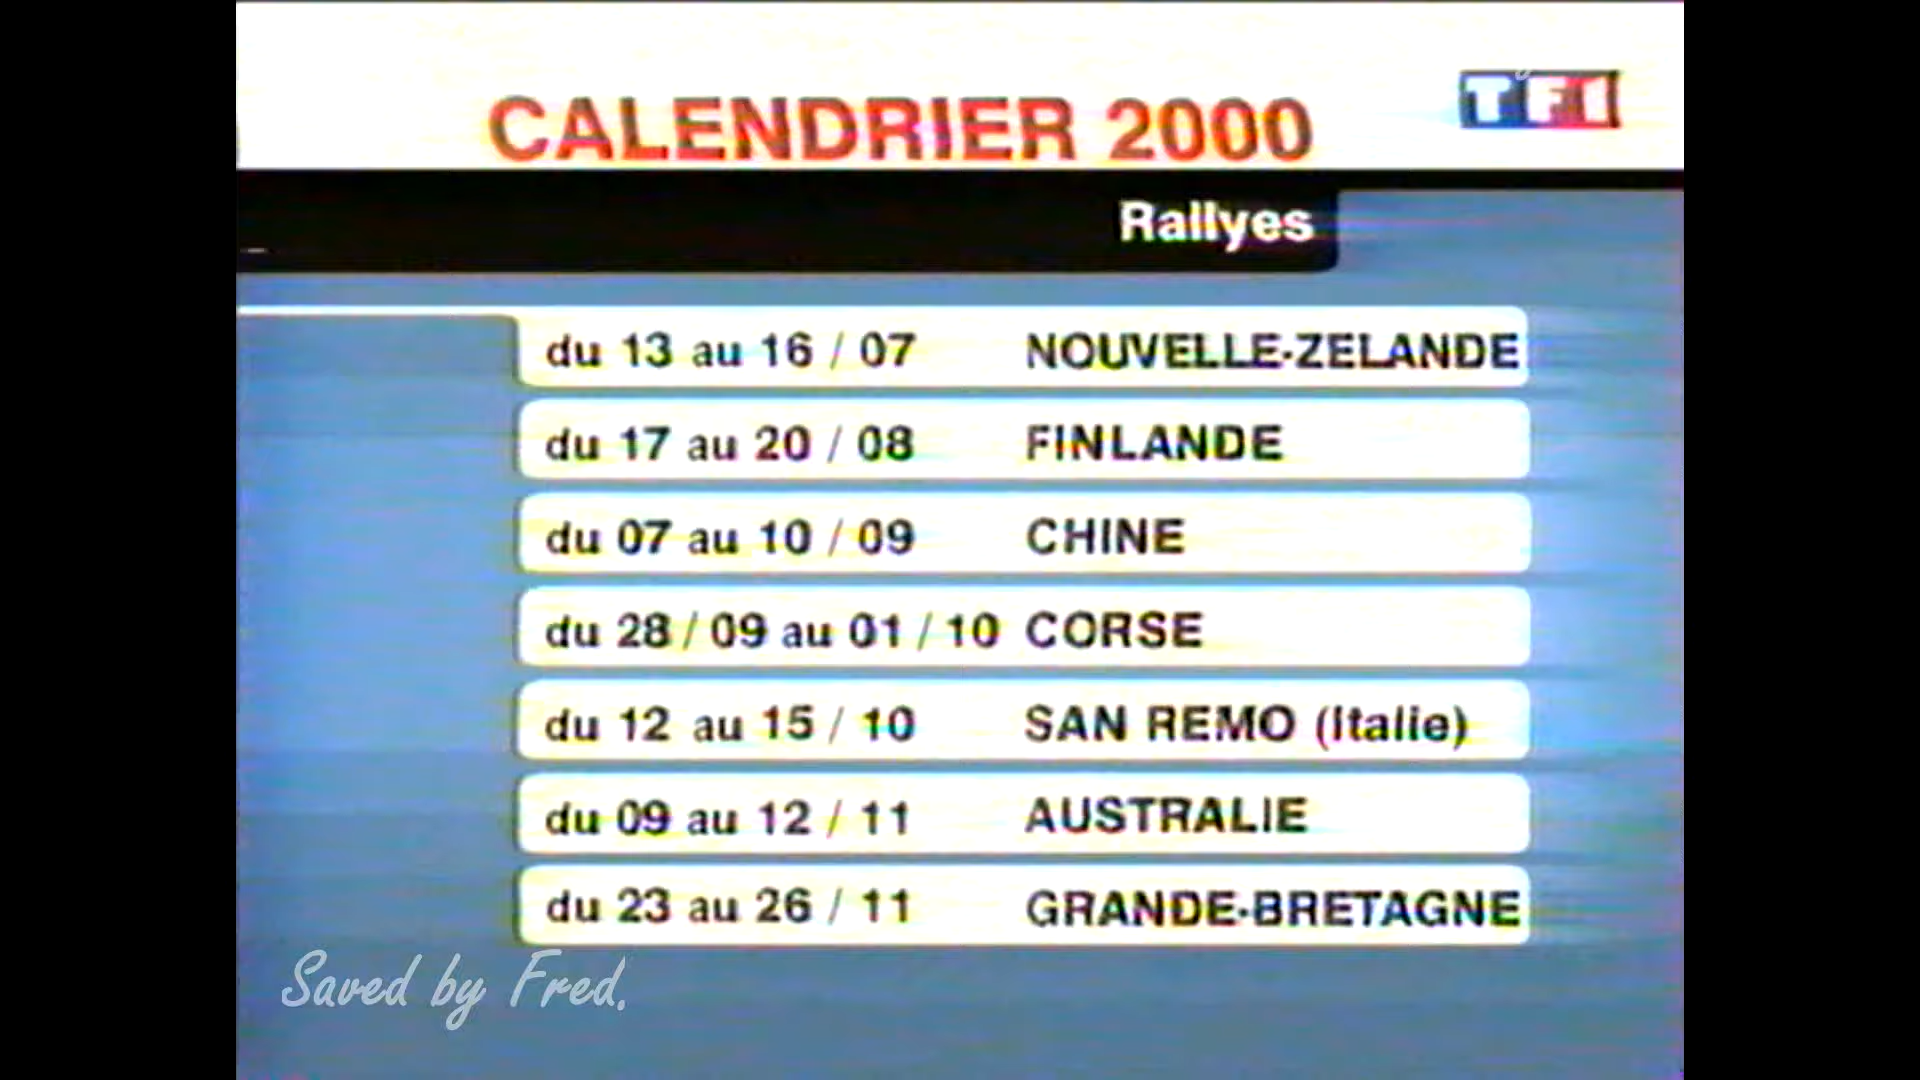 CALENDRIER 2000
TF1
Rallyes
du 13 au 16 / 07 NOUVELLE-ZELANDE
du 17 au 20 / 08 FINLANDE
du 07 au 10 / 09 CHINE
du 28 / 09 au 01 / 10 CORSE
du 12 au 15 / 10 SAN REMO (Italie)
du 09 au 12 / 11 AUSTRALIE
du 23 au 26 / 11 GRANDE-BRETAGNE
Saved by Fred.